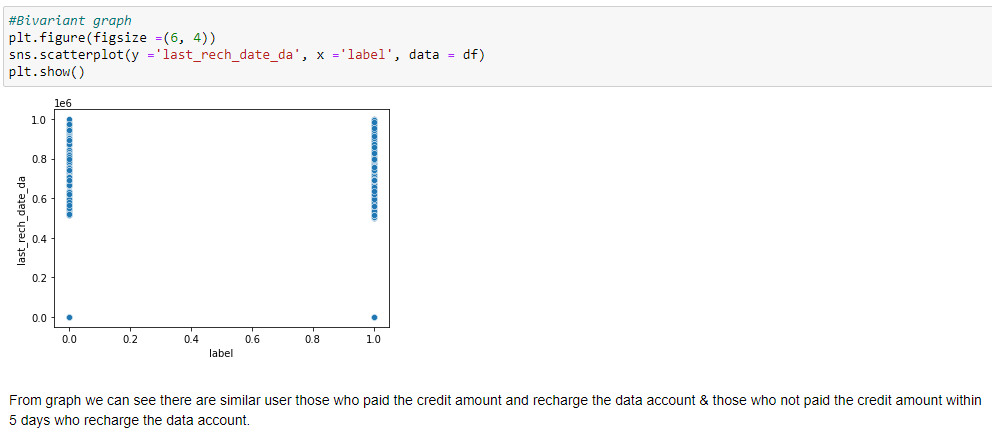 #Bivariant graph
plt.figure(figsize =(6, 4))
sns.scatterplot(y ='last_rech_date_da', x ='label', data = df)
plt.show()
1e6
1.0
0.8
0.6
0.4
0.2
0.0
last_rech_date_da
0.0 0.2 0.4 0.6 0.8 1.0
label
From graph we can see there are similar user those who paid the credit amount and recharge the data account & those who not paid the credit amount within
5 days who recharge the data account.